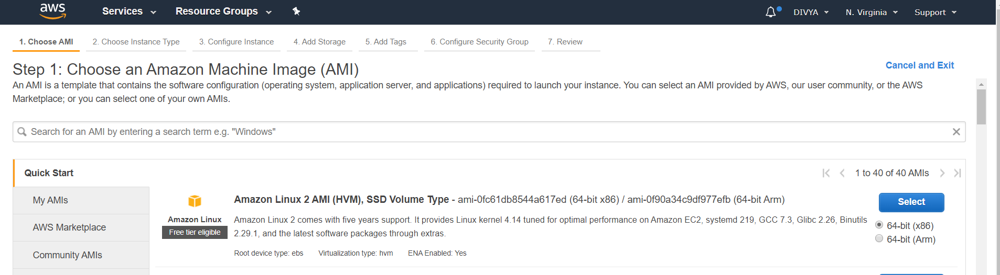 aws Services Resource Groups DIVYA N. Virginia Support
1. Choose AMI 2. Choose Instance Type 3. Configure Instance 4. Add Storage 5. Add Tags 6. Configure Security Group 7. Review
Step 1: Choose an Amazon Machine Image (AMI)
Cancel and Exit
An AMI is a template that contains the software configuration (operating system, application server, and applications) required to launch your instance. You can select an AMI provided by AWS, our user community, or the AWS
Marketplace; or you can select one of your own AMIs.
Search for an AMI by entering a search term e.g. "Windows"
Quick Start
1 to 40 of 40 AMIs
My AMIs
AWS Marketplace
Community AMIs
Amazon Linux
Free tier eligible
Amazon Linux 2 AMI (HVM), SSD Volume Type - ami-0fc61db8544a617ed (64-bit x86) / ami-0f90a34c9df977efb (64-bit Arm)
Amazon Linux 2 comes with five years support. It provides Linux kernel 4.14 tuned for optimal performance on Amazon EC2, systemd 219, GCC 7.3, Glibc 2.26, Binutils
2.29.1, and the latest software packages through extras.
Root device type: ebs Virtualization type: hvm ENA Enabled: Yes
Select
64-bit (x86)
64-bit (Arm)